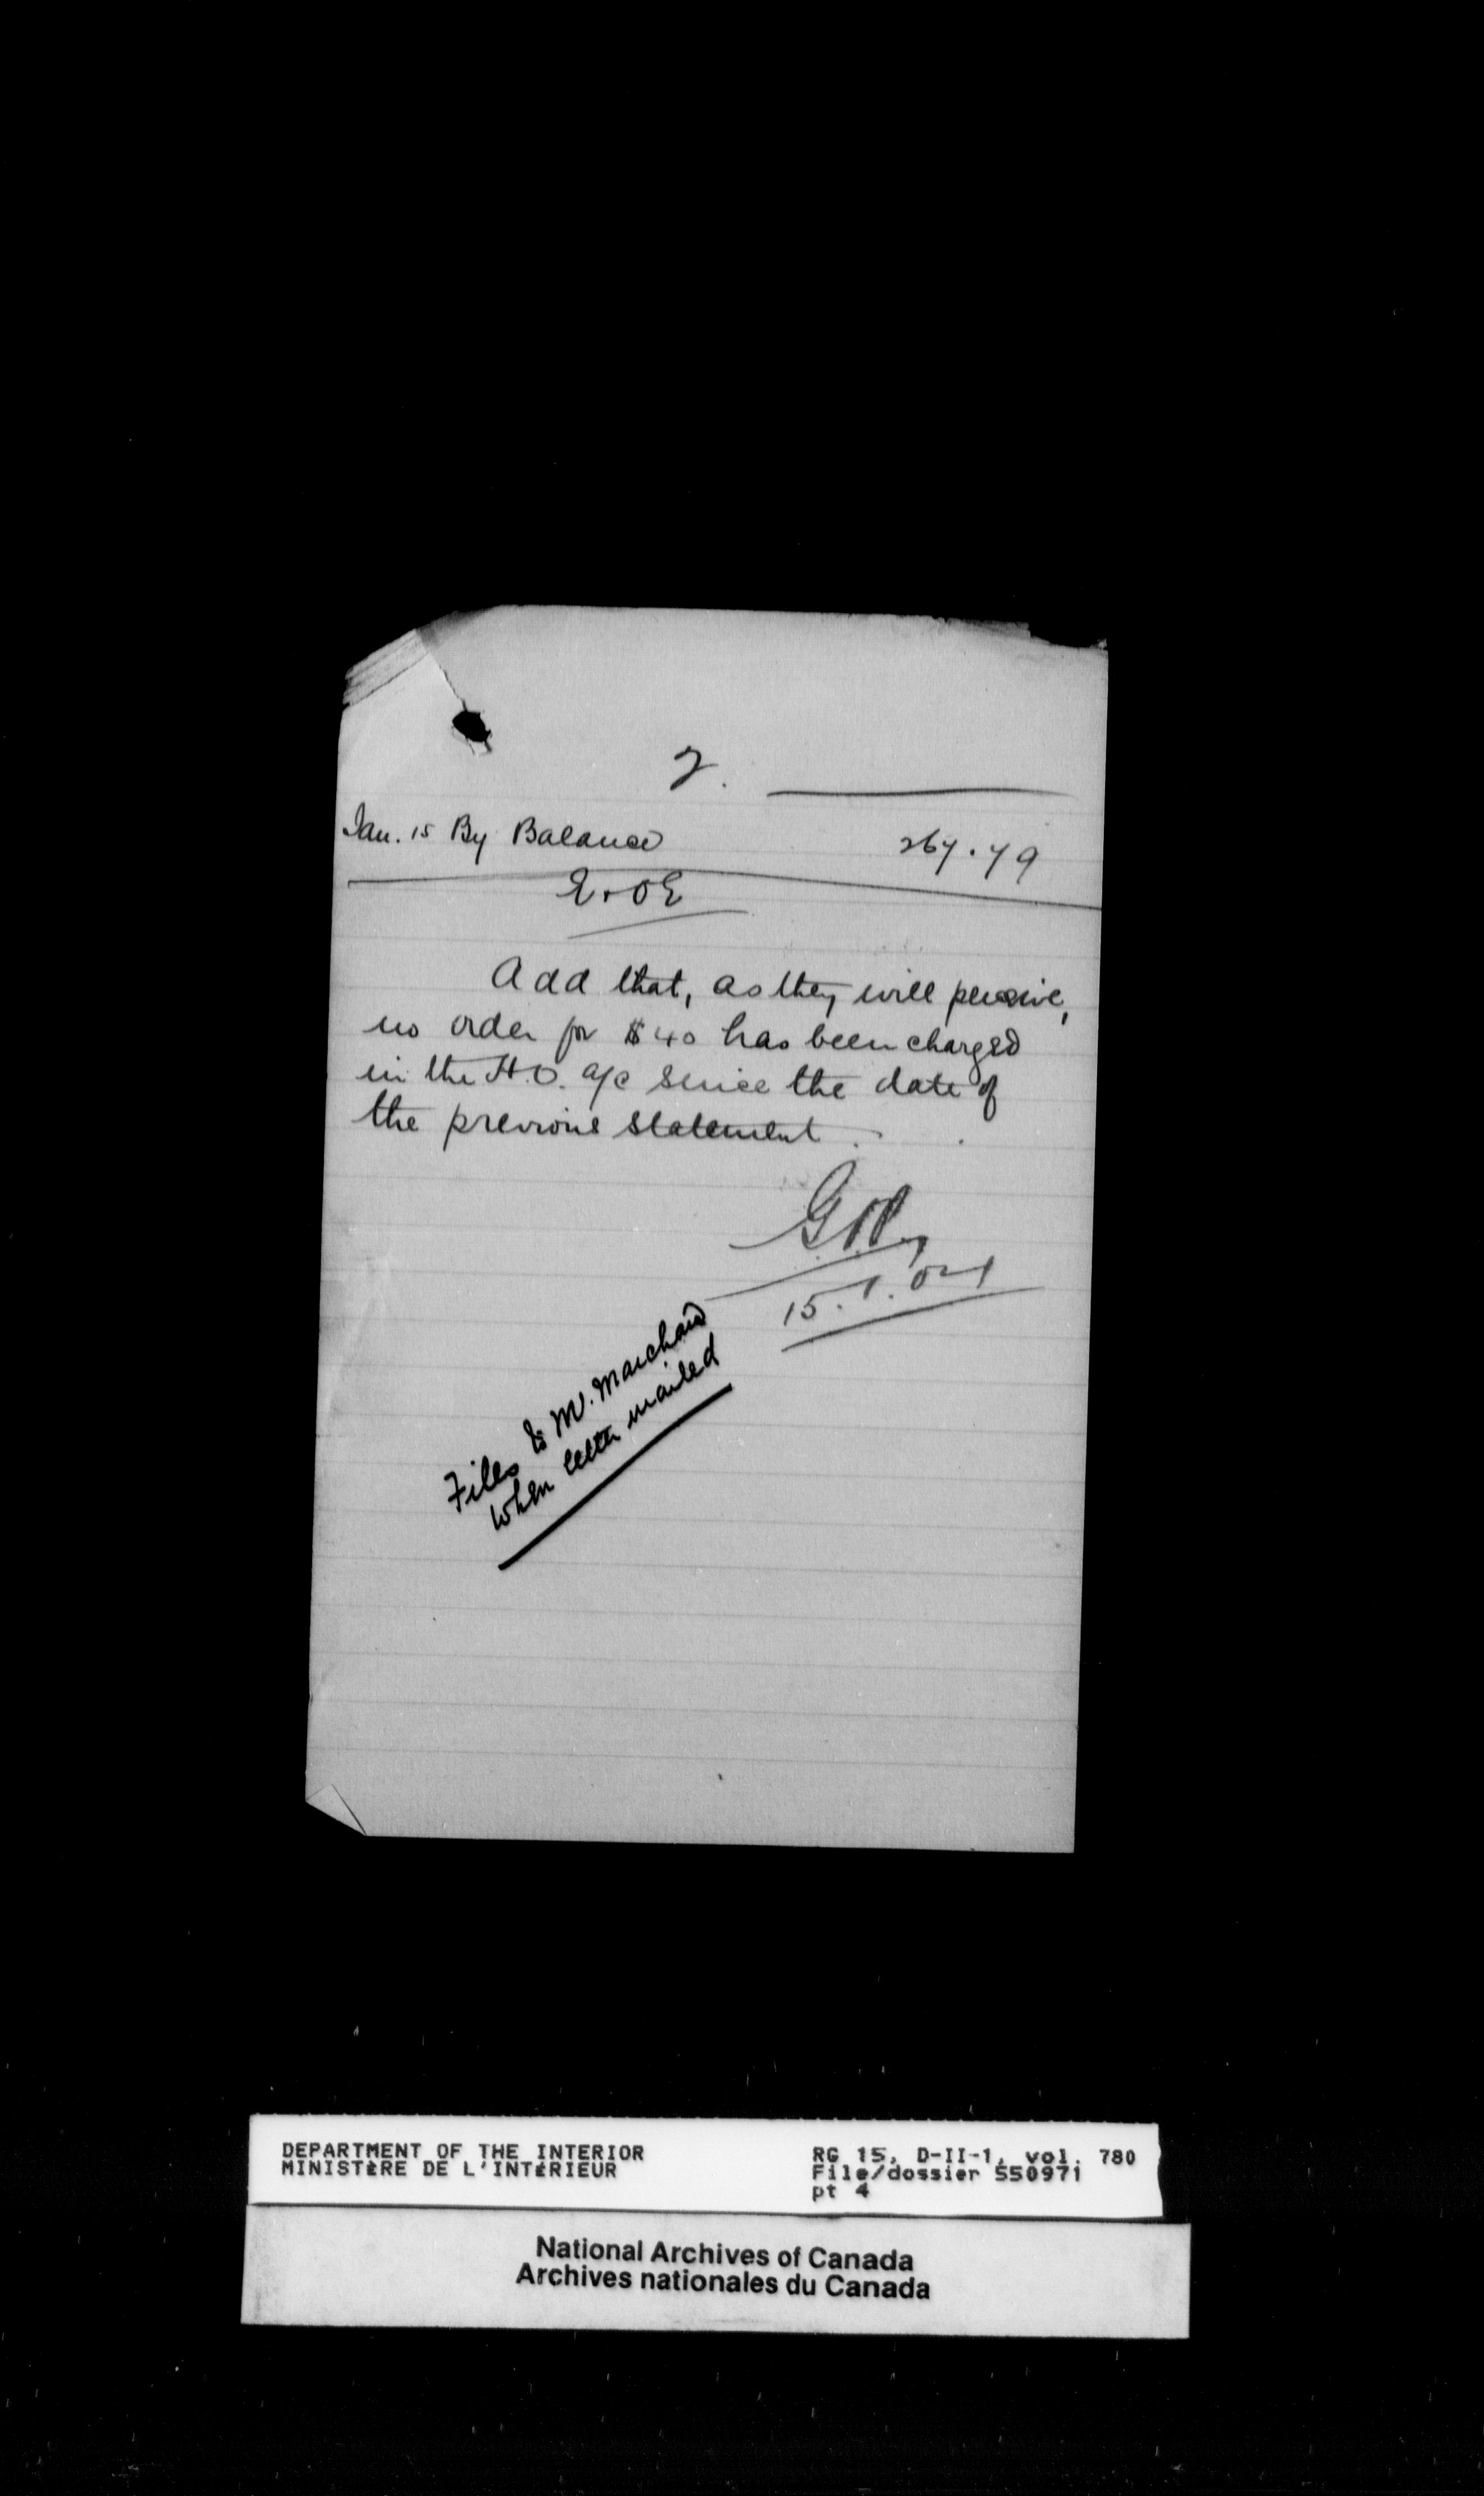 2.
Jan. 15 By Balance 267.79
E. & O E
Add that, as they will perceive,
no order for $40 has been charged
in the H.O. a/c since the date of
the previous statement.
15.1.04
Files to Mr. Marchand
when letter mailed
DEPARTMENT OF THE INTERIOR
MINISTÈRE DE L'INTÉRIEUR
RG 15, D-II-1, vol. 780
File/dossier 550971
pt 4
National Archives of Canada
Archives nationales du Canada